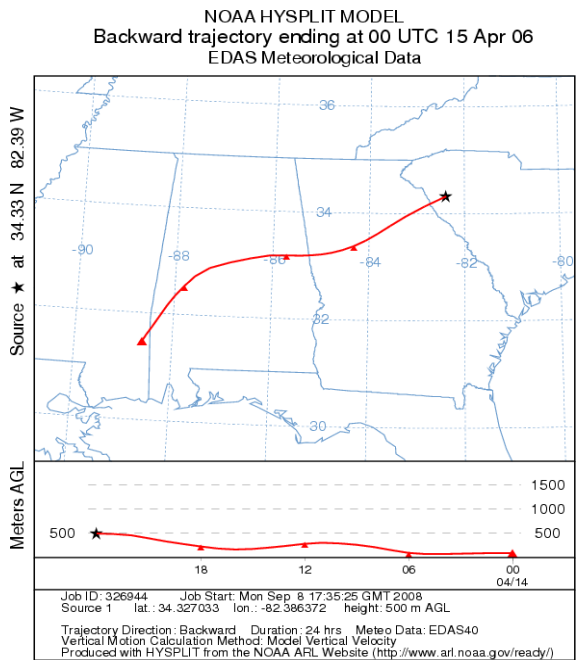 NOAA HYSPLIT MODEL
Backward trajectory ending at 00 UTC 15 Apr 06
EDAS Meteorological Data
Source ★ at 34.33 N 82.39 W
36
34
-90
-88
-86
-84
-82
-80
32
30
Meters AGL
500
1500
1000
500
18
12
06
00
04/14
Job ID: 326944 Job Start: Mon Sep 8 17:35:25 GMT 2008
Source 1 lat.: 34.327033 lon.: -82.386372 height: 500 m AGL
Trajectory Direction: Backward Duration: 24 hrs Meteo Data: EDAS40
Vertical Motion Calculation Method: Model Vertical Velocity
Produced with HYSPLIT from the NOAA ARL Website (http://www.arl.noaa.gov/ready/)